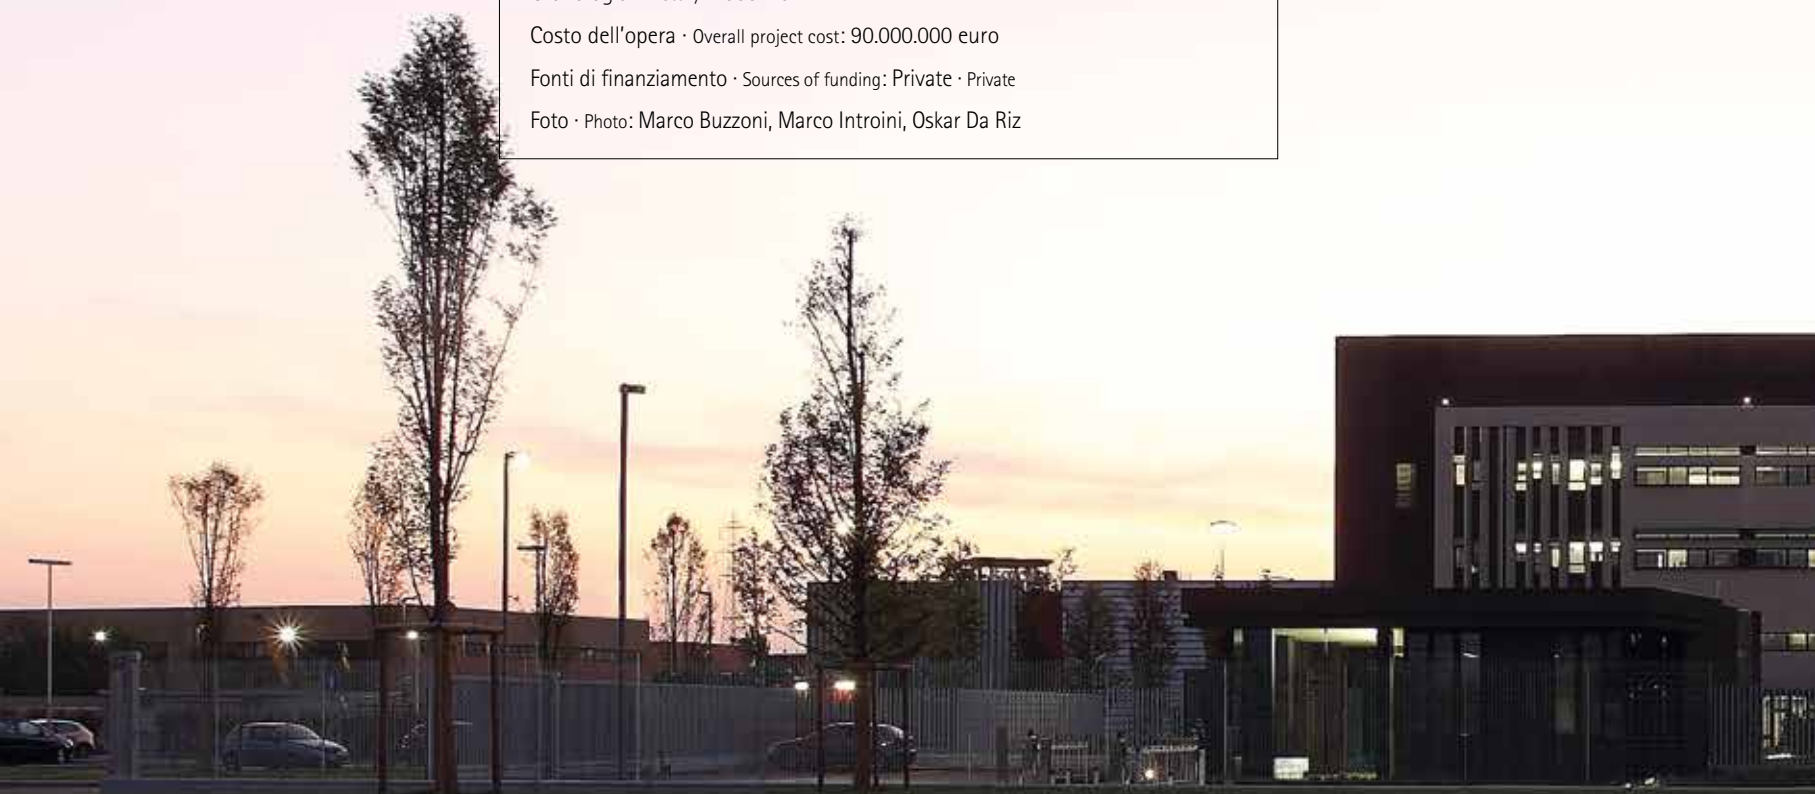 Costo dell'opera · Overall project cost: 90.000.000 euro
Fonti di finanziamento · Sources of funding: Private · Private
Foto · Photo: Marco Buzzoni, Marco Introini, Oskar Da Riz